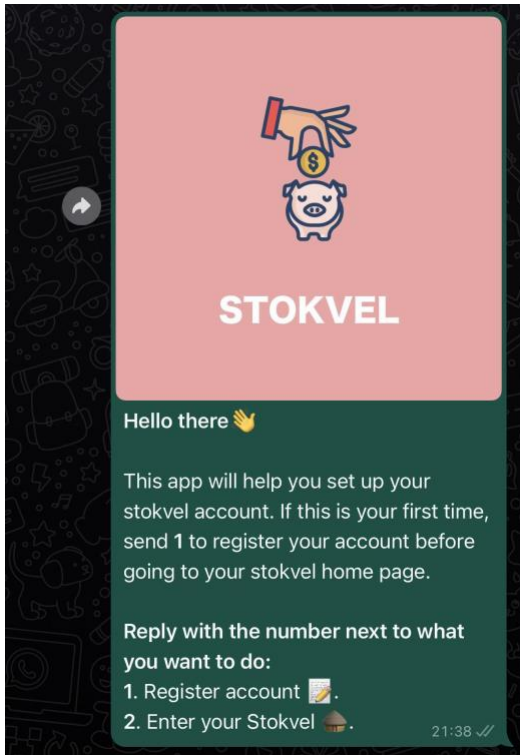 $
STOKVEL
Hello there👋
This app will help you set up your
stokvel account. If this is your first time,
send 1 to register your account before
going to your stokvel home page.
Reply with the number next to what
you want to do:
1. Register account 📝.
2. Enter your Stokvel 🛖.
21:38